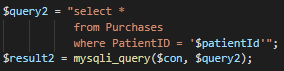 $query2 = "select *
from Purchases
where PatientID = '$patientId'";
$result2 = mysqli_query($con, $query2);